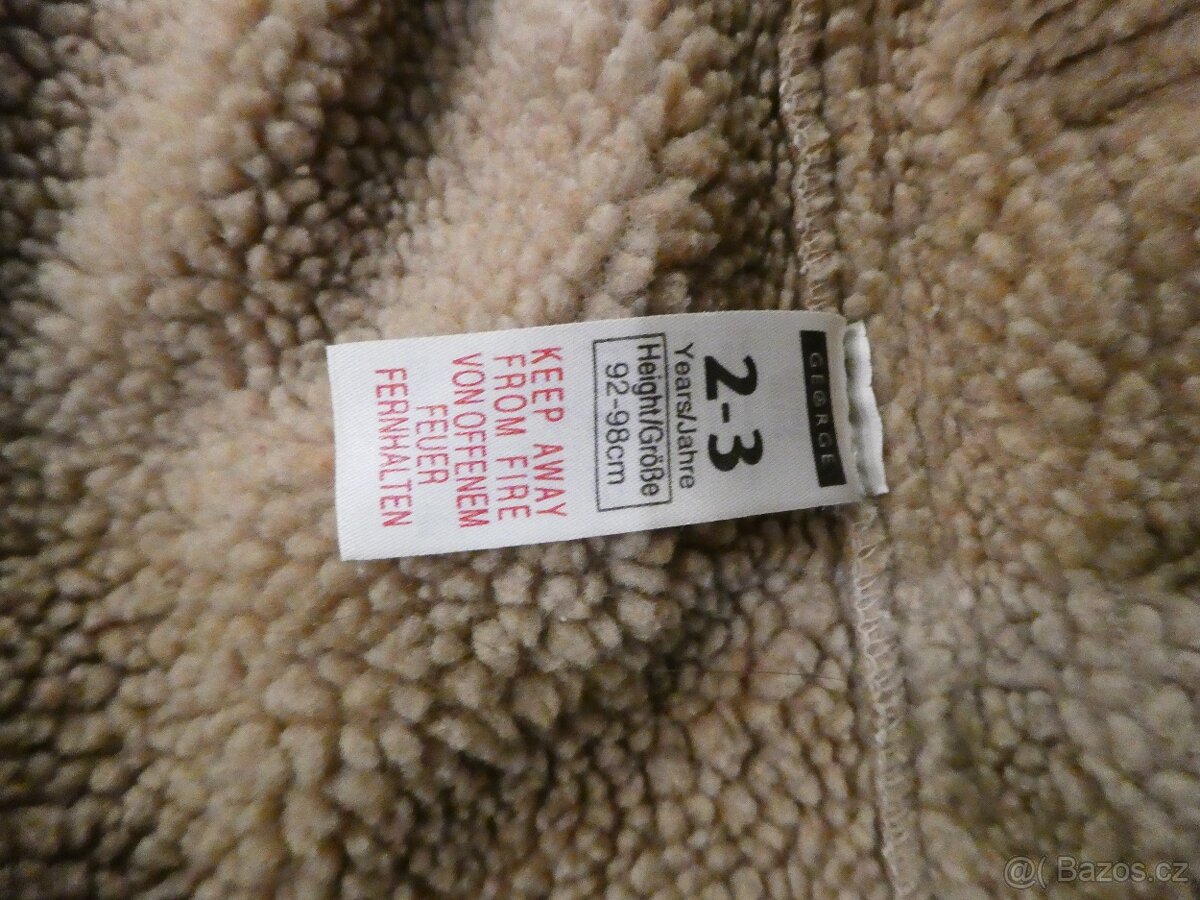 GEORGE
2-3
Years/Jahre
Height/Größe
92-98cm
KEEP AWAY
FROM FIRE
VON OFFENEM
FEUER
FERNHALTEN
@( Bazos.cz